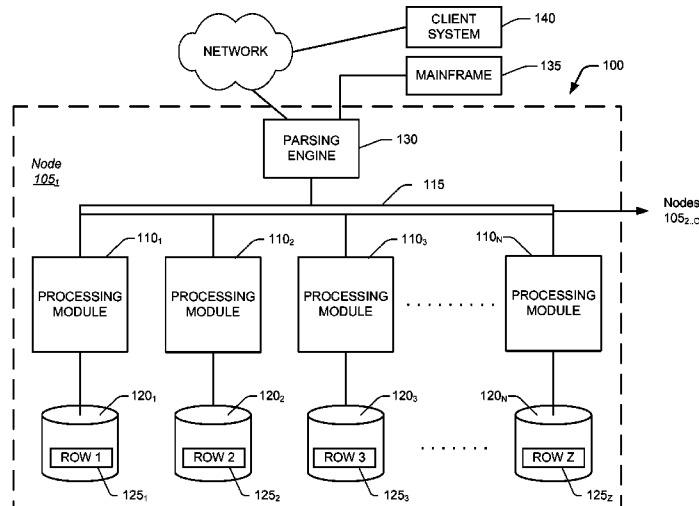 CLIENT
SYSTEM
140
NETWORK
MAINFRAME
135
100
PARSING
ENGINE
130
Node
105₁
115
Nodes
105₂..O
110₁
110₂
110₃
110N
PROCESSING
MODULE
PROCESSING
MODULE
PROCESSING
MODULE
PROCESSING
MODULE
. . . . . . . .
120₁
120₂
120₃
120N
ROW 1
ROW 2
ROW 3
. . . . . . . .
ROW Z
125₁
125₂
125₃
125Z